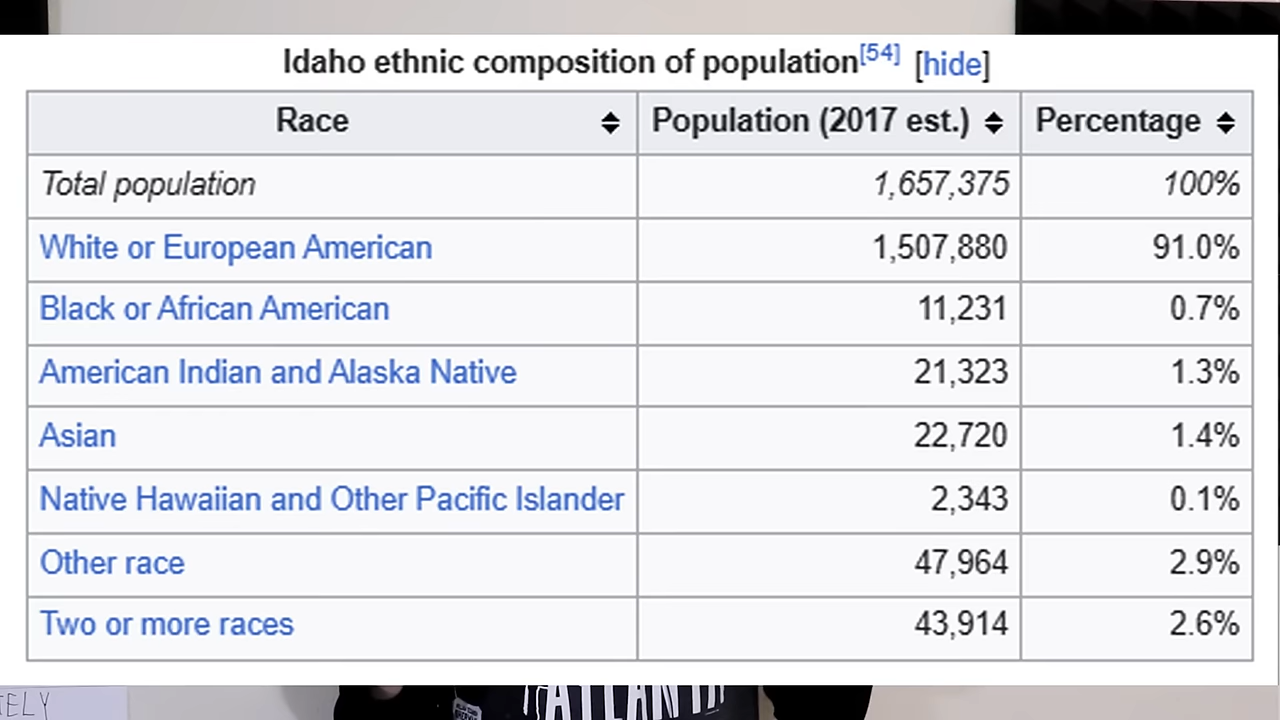 Idaho ethnic composition of population[54] [hide]
Race Population (2017 est.) Percentage
Total population 1,657,375 100%
White or European American 1,507,880 91.0%
Black or African American 11,231 0.7%
American Indian and Alaska Native 21,323 1.3%
Asian 22,720 1.4%
Native Hawaiian and Other Pacific Islander 2,343 0.1%
Other race 47,964 2.9%
Two or more races 43,914 2.6%
ATLANTA